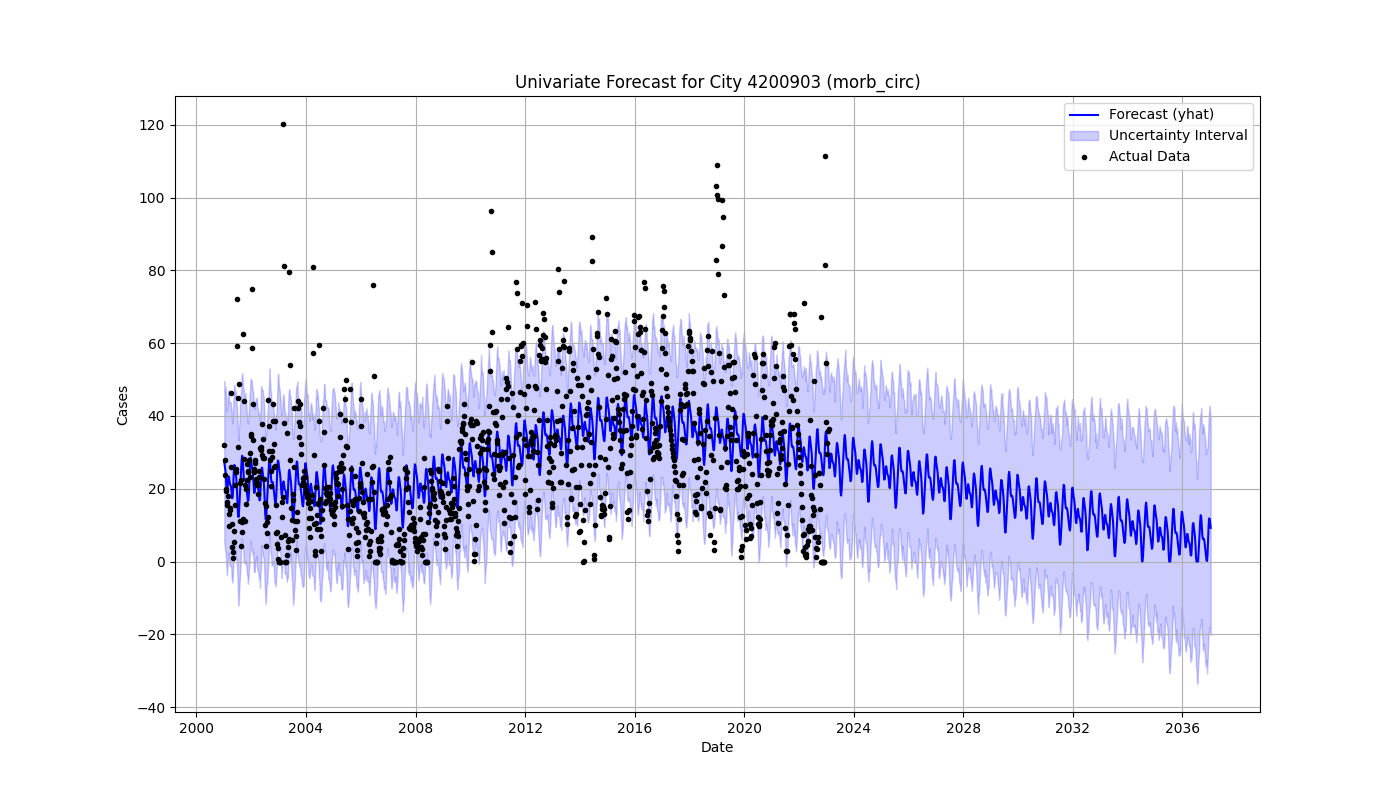 Univariate Forecast for City 4200903 (morb_circ)
Forecast (yhat)
Uncertainty Interval
Actual Data
Cases
120
100
80
60
40
20
0
−20
−40
2000 2004 2008 2012 2016 2020 2024 2028 2032 2036
Date